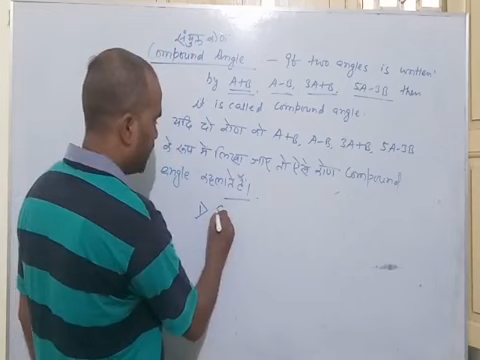 संयुक्त कोण
Compound Angle - If two angles is written
by A+B, A-B, 3A+B, 5A-3B then
it is called compound angle.
यदि दो कोण को A+B, A-B, 3A+B, 5A-3B
के रूप में लिखा जाए तो ऐसे कोण Compound
angle कहलाते हैं।
1)